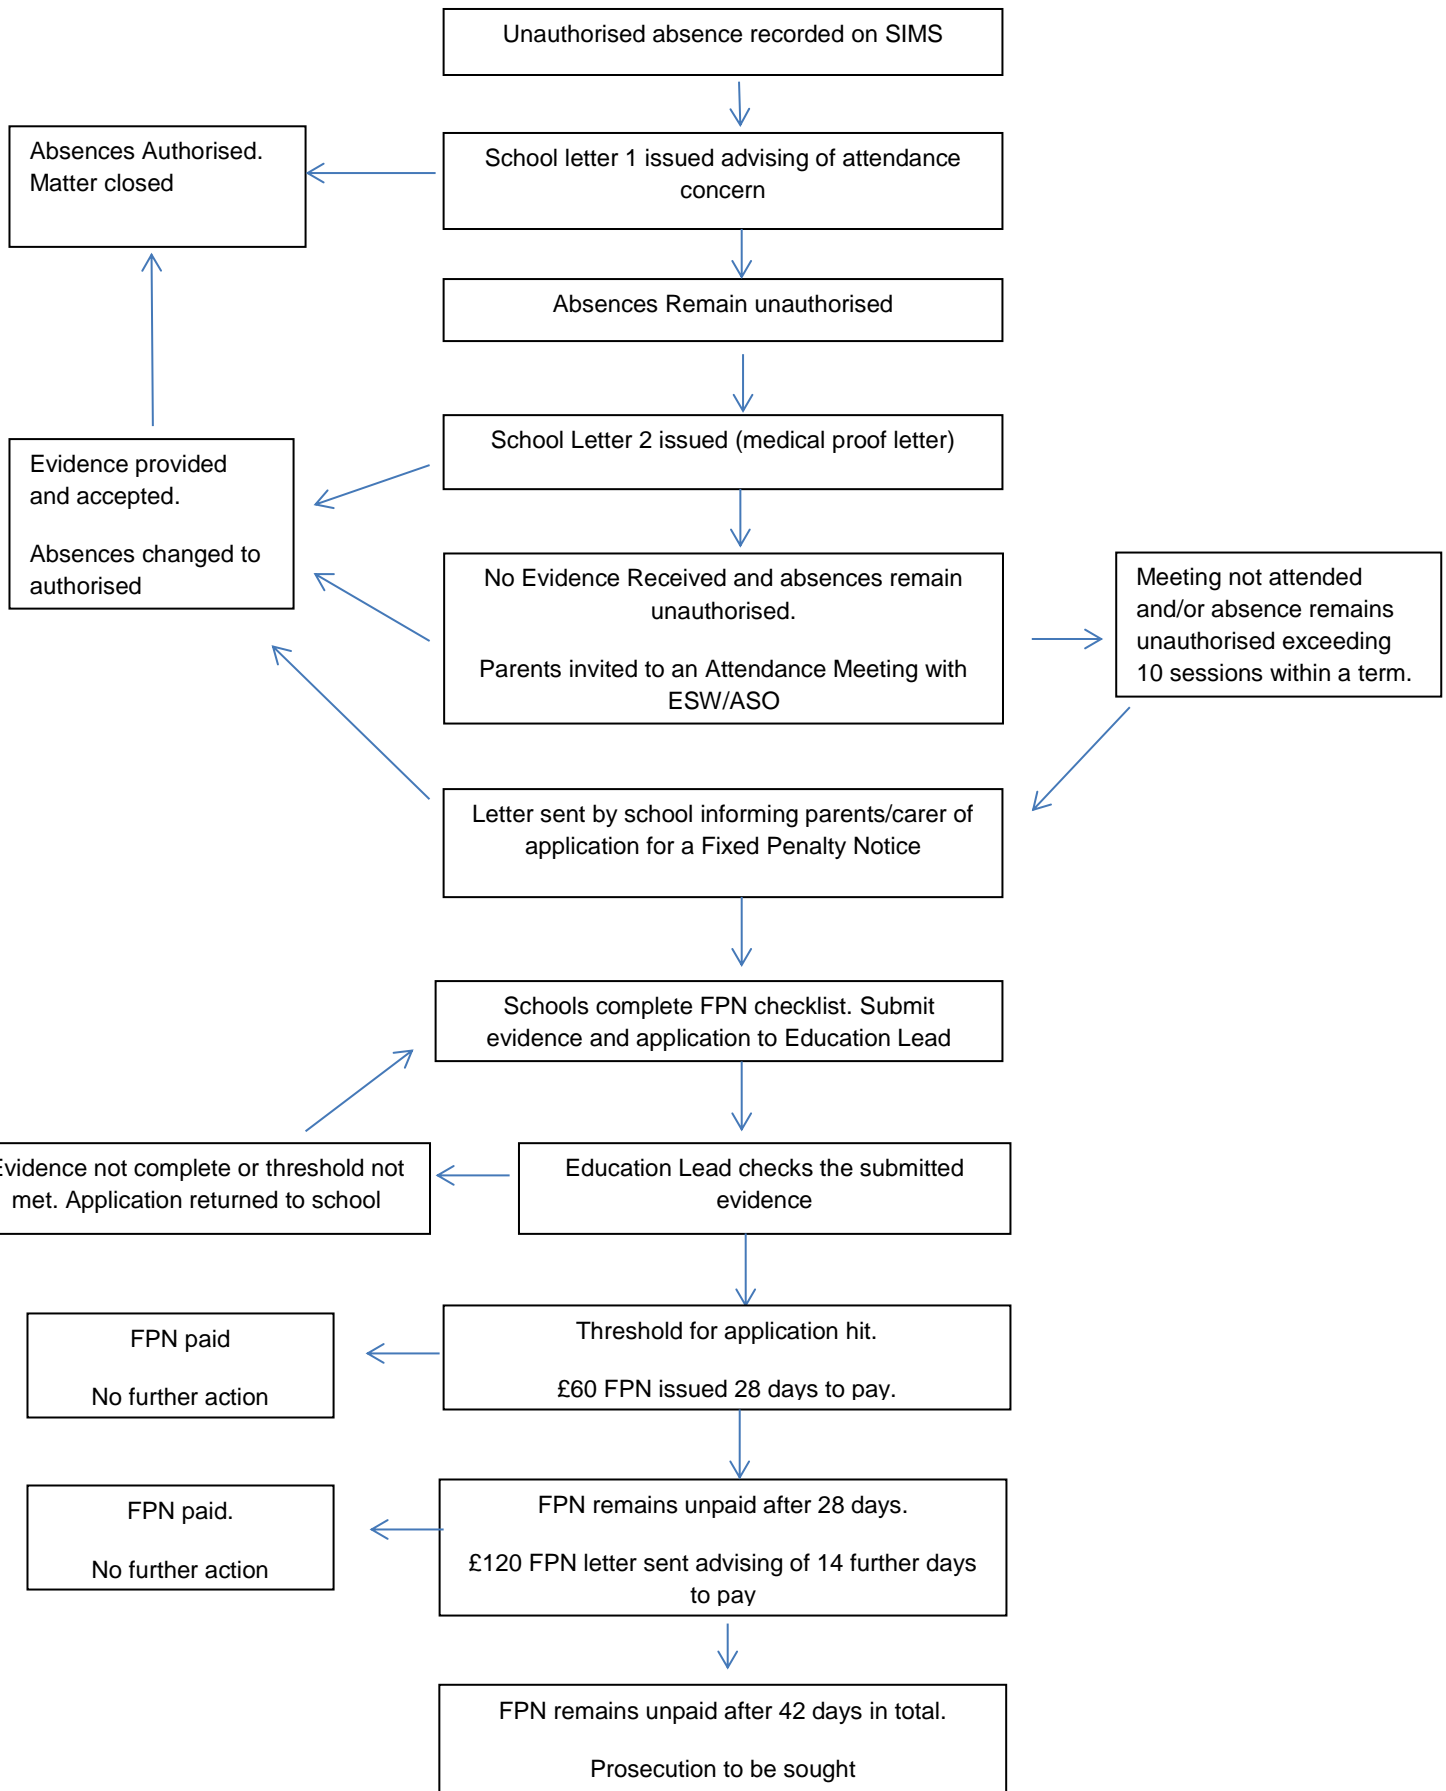 Unauthorised absence recorded on SIMS
Absences Authorised.
Matter closed
School letter 1 issued advising of attendance
concern
Absences Remain unauthorised
School Letter 2 issued (medical proof letter)
Evidence provided
and accepted.
Absences changed to
authorised
No Evidence Received and absences remain
unauthorised.
Parents invited to an Attendance Meeting with
ESW/ASO
Meeting not attended
and/or absence remains
unauthorised exceeding
10 sessions within a term.
Letter sent by school informing parents/carer of
application for a Fixed Penalty Notice
Schools complete FPN checklist. Submit
evidence and application to Education Lead
Evidence not complete or threshold not
met. Application returned to school
Education Lead checks the submitted
evidence
FPN paid
No further action
Threshold for application hit.
£60 FPN issued 28 days to pay.
FPN paid.
No further action
FPN remains unpaid after 28 days.
£120 FPN letter sent advising of 14 further days
to pay
FPN remains unpaid after 42 days in total.
Prosecution to be sought